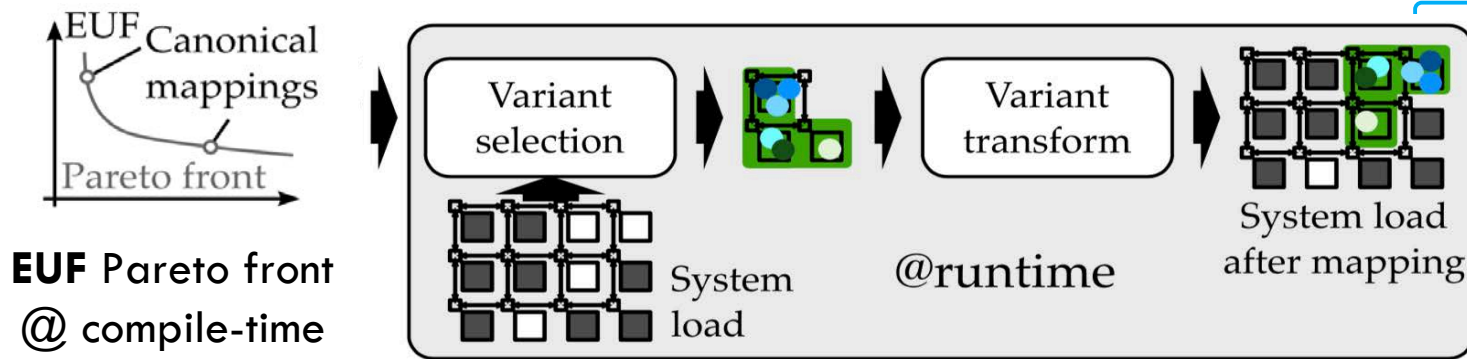 EUF
Canonical
mappings
Pareto front
EUF Pareto front
@ compile-time
Variant
selection
System
load
Variant
transform
@runtime
System load
after mapping